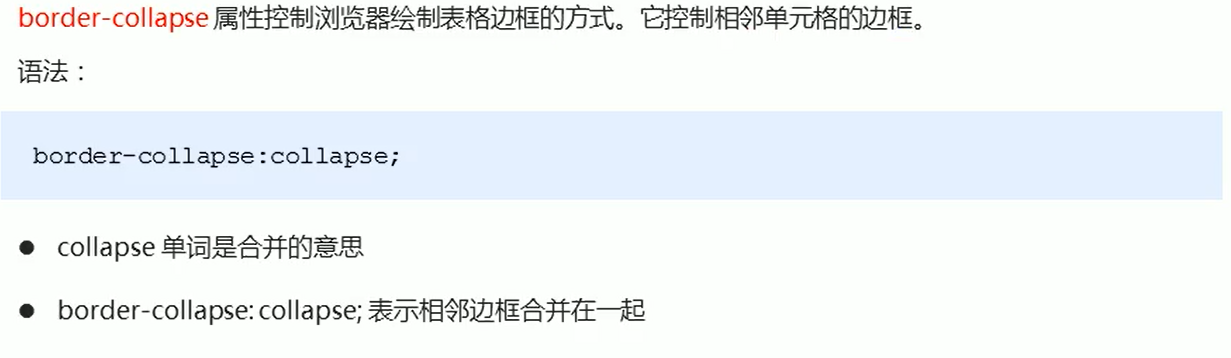 border-collapse 属性控制浏览器绘制表格边框的方式。它控制相邻单元格的边框。
语法：
border-collapse:collapse;
● collapse 单词是合并的意思
● border-collapse: collapse; 表示相邻边框合并在一起